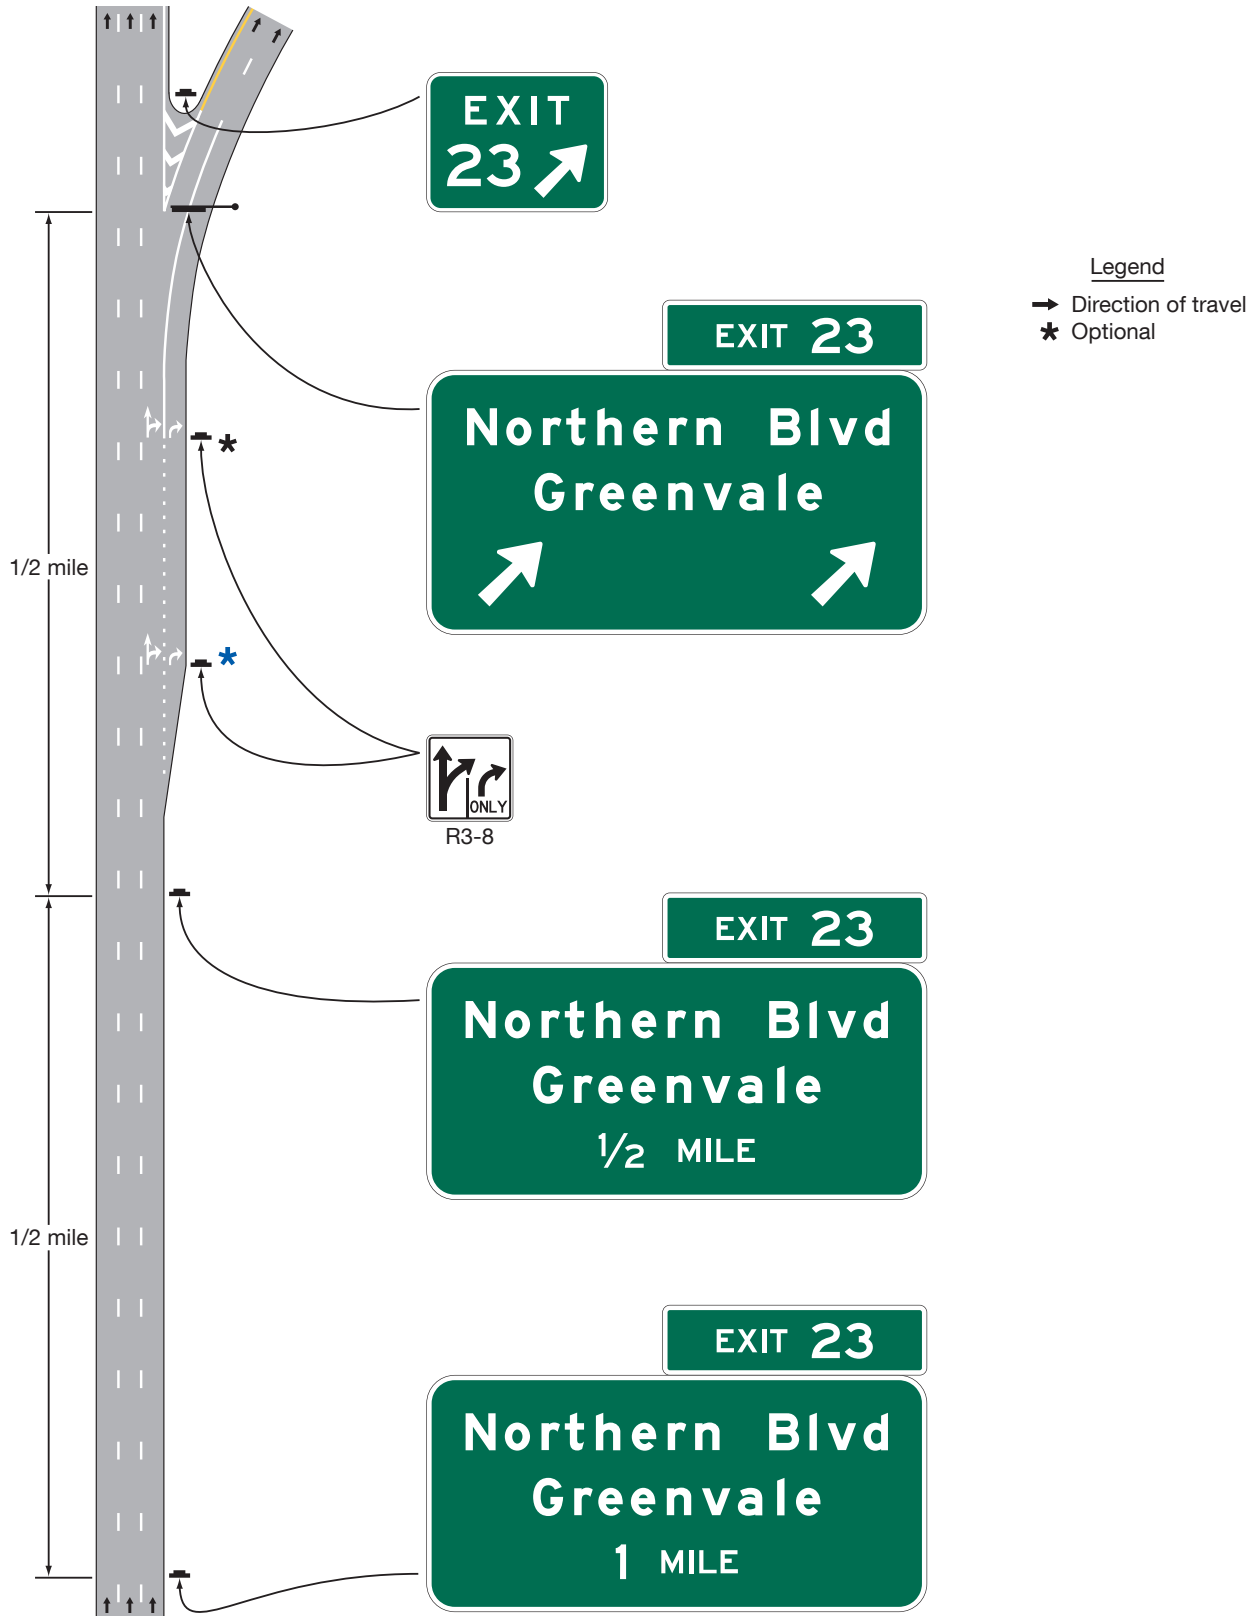 EXIT
23
Legend
Direction of travel
* Optional
EXIT 23
Northern Blvd
Greenvale
*
1/2 mile
*
ONLY
R3-8
EXIT 23
Northern Blvd
Greenvale
1/2 MILE
1/2 mile
EXIT 23
Northern Blvd
Greenvale
1 MILE